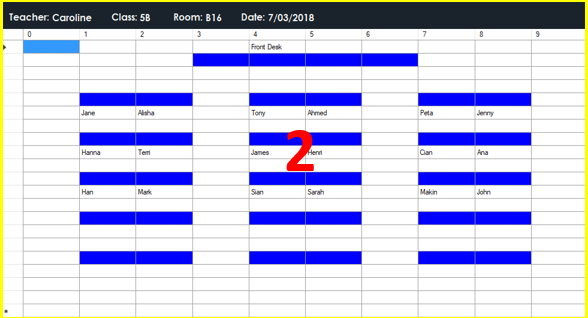 Teacher: Caroline Class: 5B Room: B16 Date: 7/03/2018
0 1 2 3 4 5 6 7 8 9
Front Desk
Jane Alisha Tony Ahmed Peta Jenny
2
Hanna Terri James Henri Cian Ana
Han Mark Sian Sarah Makin John